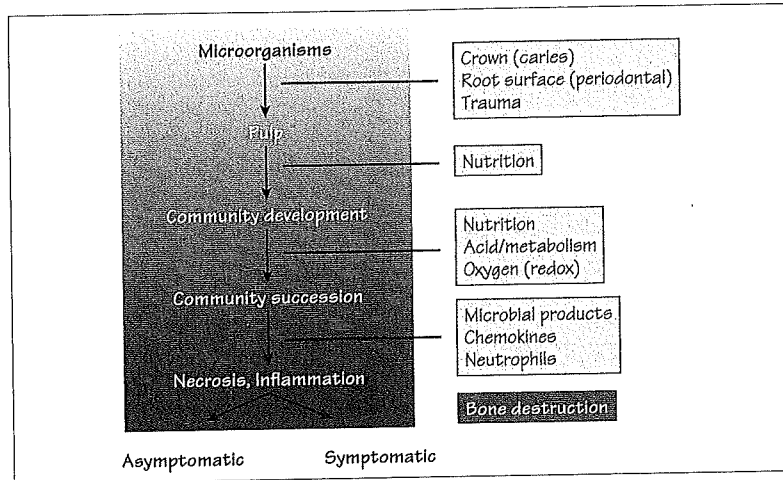 Microorganisms
Crown (caries)
Root surface (periodontal)
Trauma
Pulp
Nutrition
Community development
Nutrition
Acid/metabolism
Oxygen (redox)
Community succession
Microbial products
Chemokines
Neutrophils
Necrosis, Inflammation
Bone destruction
Asymptomatic
Symptomatic